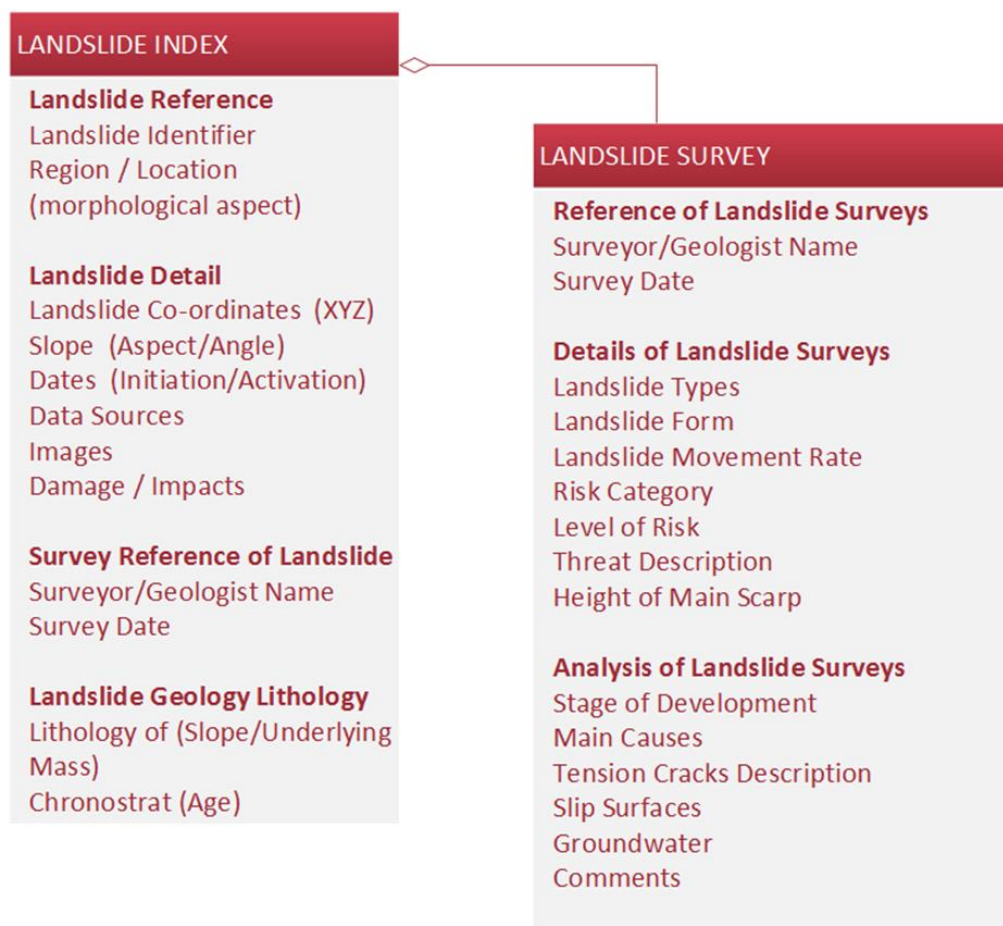 LANDSLIDE INDEX
Landslide Reference
Landslide Identifier
Region / Location
(morphological aspect)
Landslide Detail
Landslide Co-ordinates (XYZ)
Slope (Aspect/Angle)
Dates (Initiation/Activation)
Data Sources
Images
Damage / Impacts
Survey Reference of Landslide
Surveyor/Geologist Name
Survey Date
Landslide Geology Lithology
Lithology of (Slope/Underlying
Mass)
Chronostrat (Age)
LANDSLIDE SURVEY
Reference of Landslide Surveys
Surveyor/Geologist Name
Survey Date
Details of Landslide Surveys
Landslide Types
Landslide Form
Landslide Movement Rate
Risk Category
Level of Risk
Threat Description
Height of Main Scarp
Analysis of Landslide Surveys
Stage of Development
Main Causes
Tension Cracks Description
Slip Surfaces
Groundwater
Comments